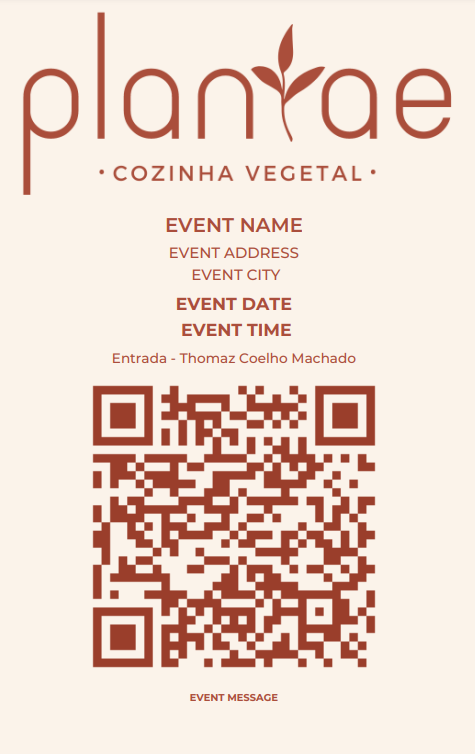 plantae
• COZINHA VEGETAL •
EVENT NAME
EVENT ADDRESS
EVENT CITY
EVENT DATE
EVENT TIME
Entrada - Thomaz Coelho Machado
EVENT MESSAGE